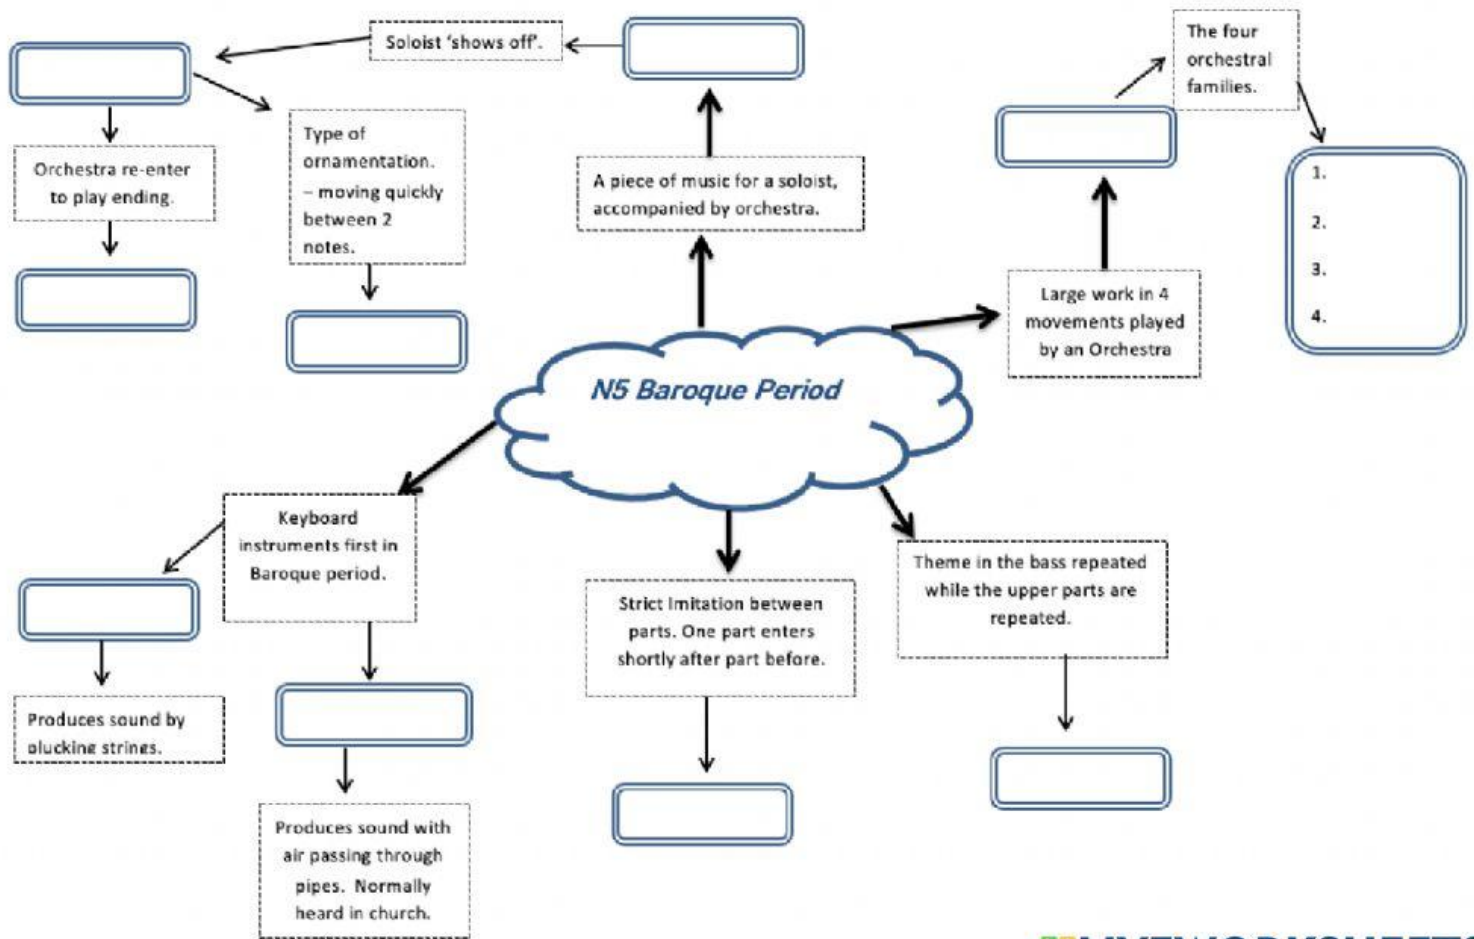 Soloist 'shows off'.
The four
orchestral
families.
Type of
ornamentation.
– moving quickly
between 2
notes.
Orchestra re-enter
to play ending.
A piece of music for a soloist,
accompanied by orchestra.
1.
2.
3.
4.
Large work in 4
movements played
by an Orchestra
N5 Baroque Period
Keyboard
instruments first in
Baroque period.
Theme in the bass repeated
while the upper parts are
repeated.
Strict Imitation between
parts. One part enters
shortly after part before.
Produces sound by
plucking strings.
Produces sound with
air passing through
pipes. Normally
heard in church.
LIVEWORKSHEETS